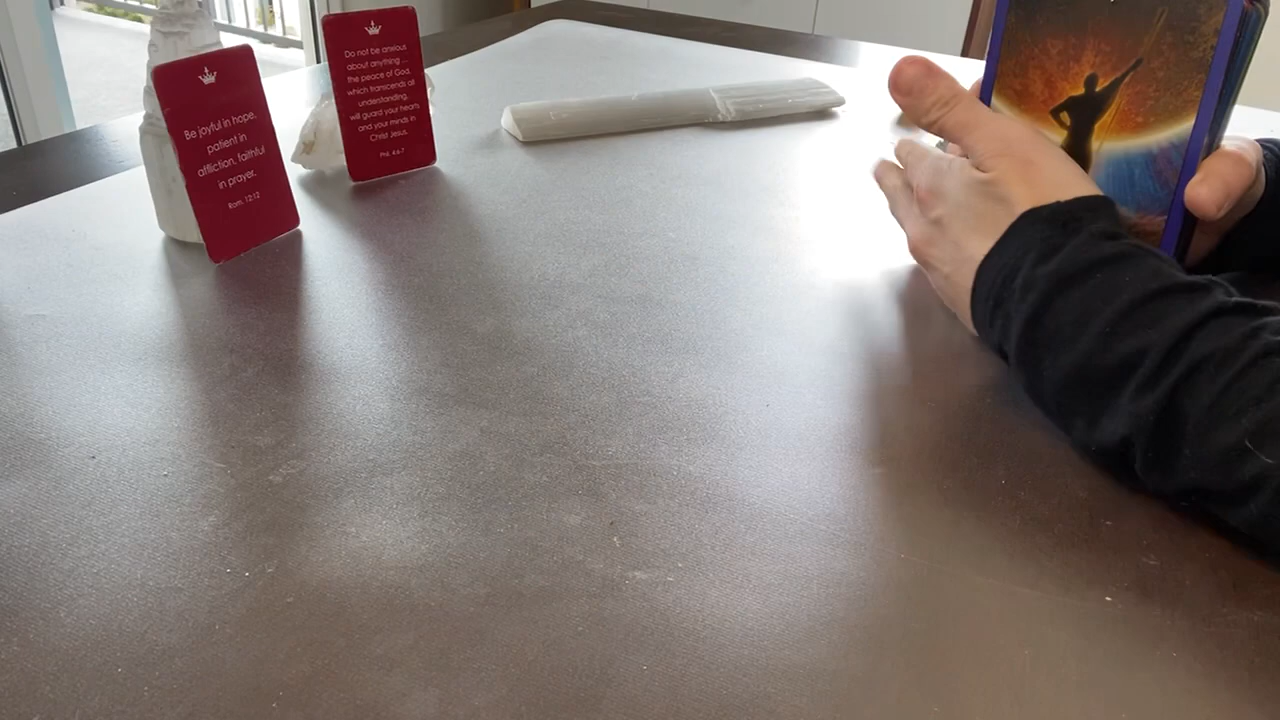 Be joyful in hope,
patient in
affliction, faithful
in prayer.
Rom. 12:12
Do not be anxious
about anything ...
the peace of God,
which transcends all
understanding,
will guard your hearts
and your minds in
Christ Jesus.
Phil. 4:6-7